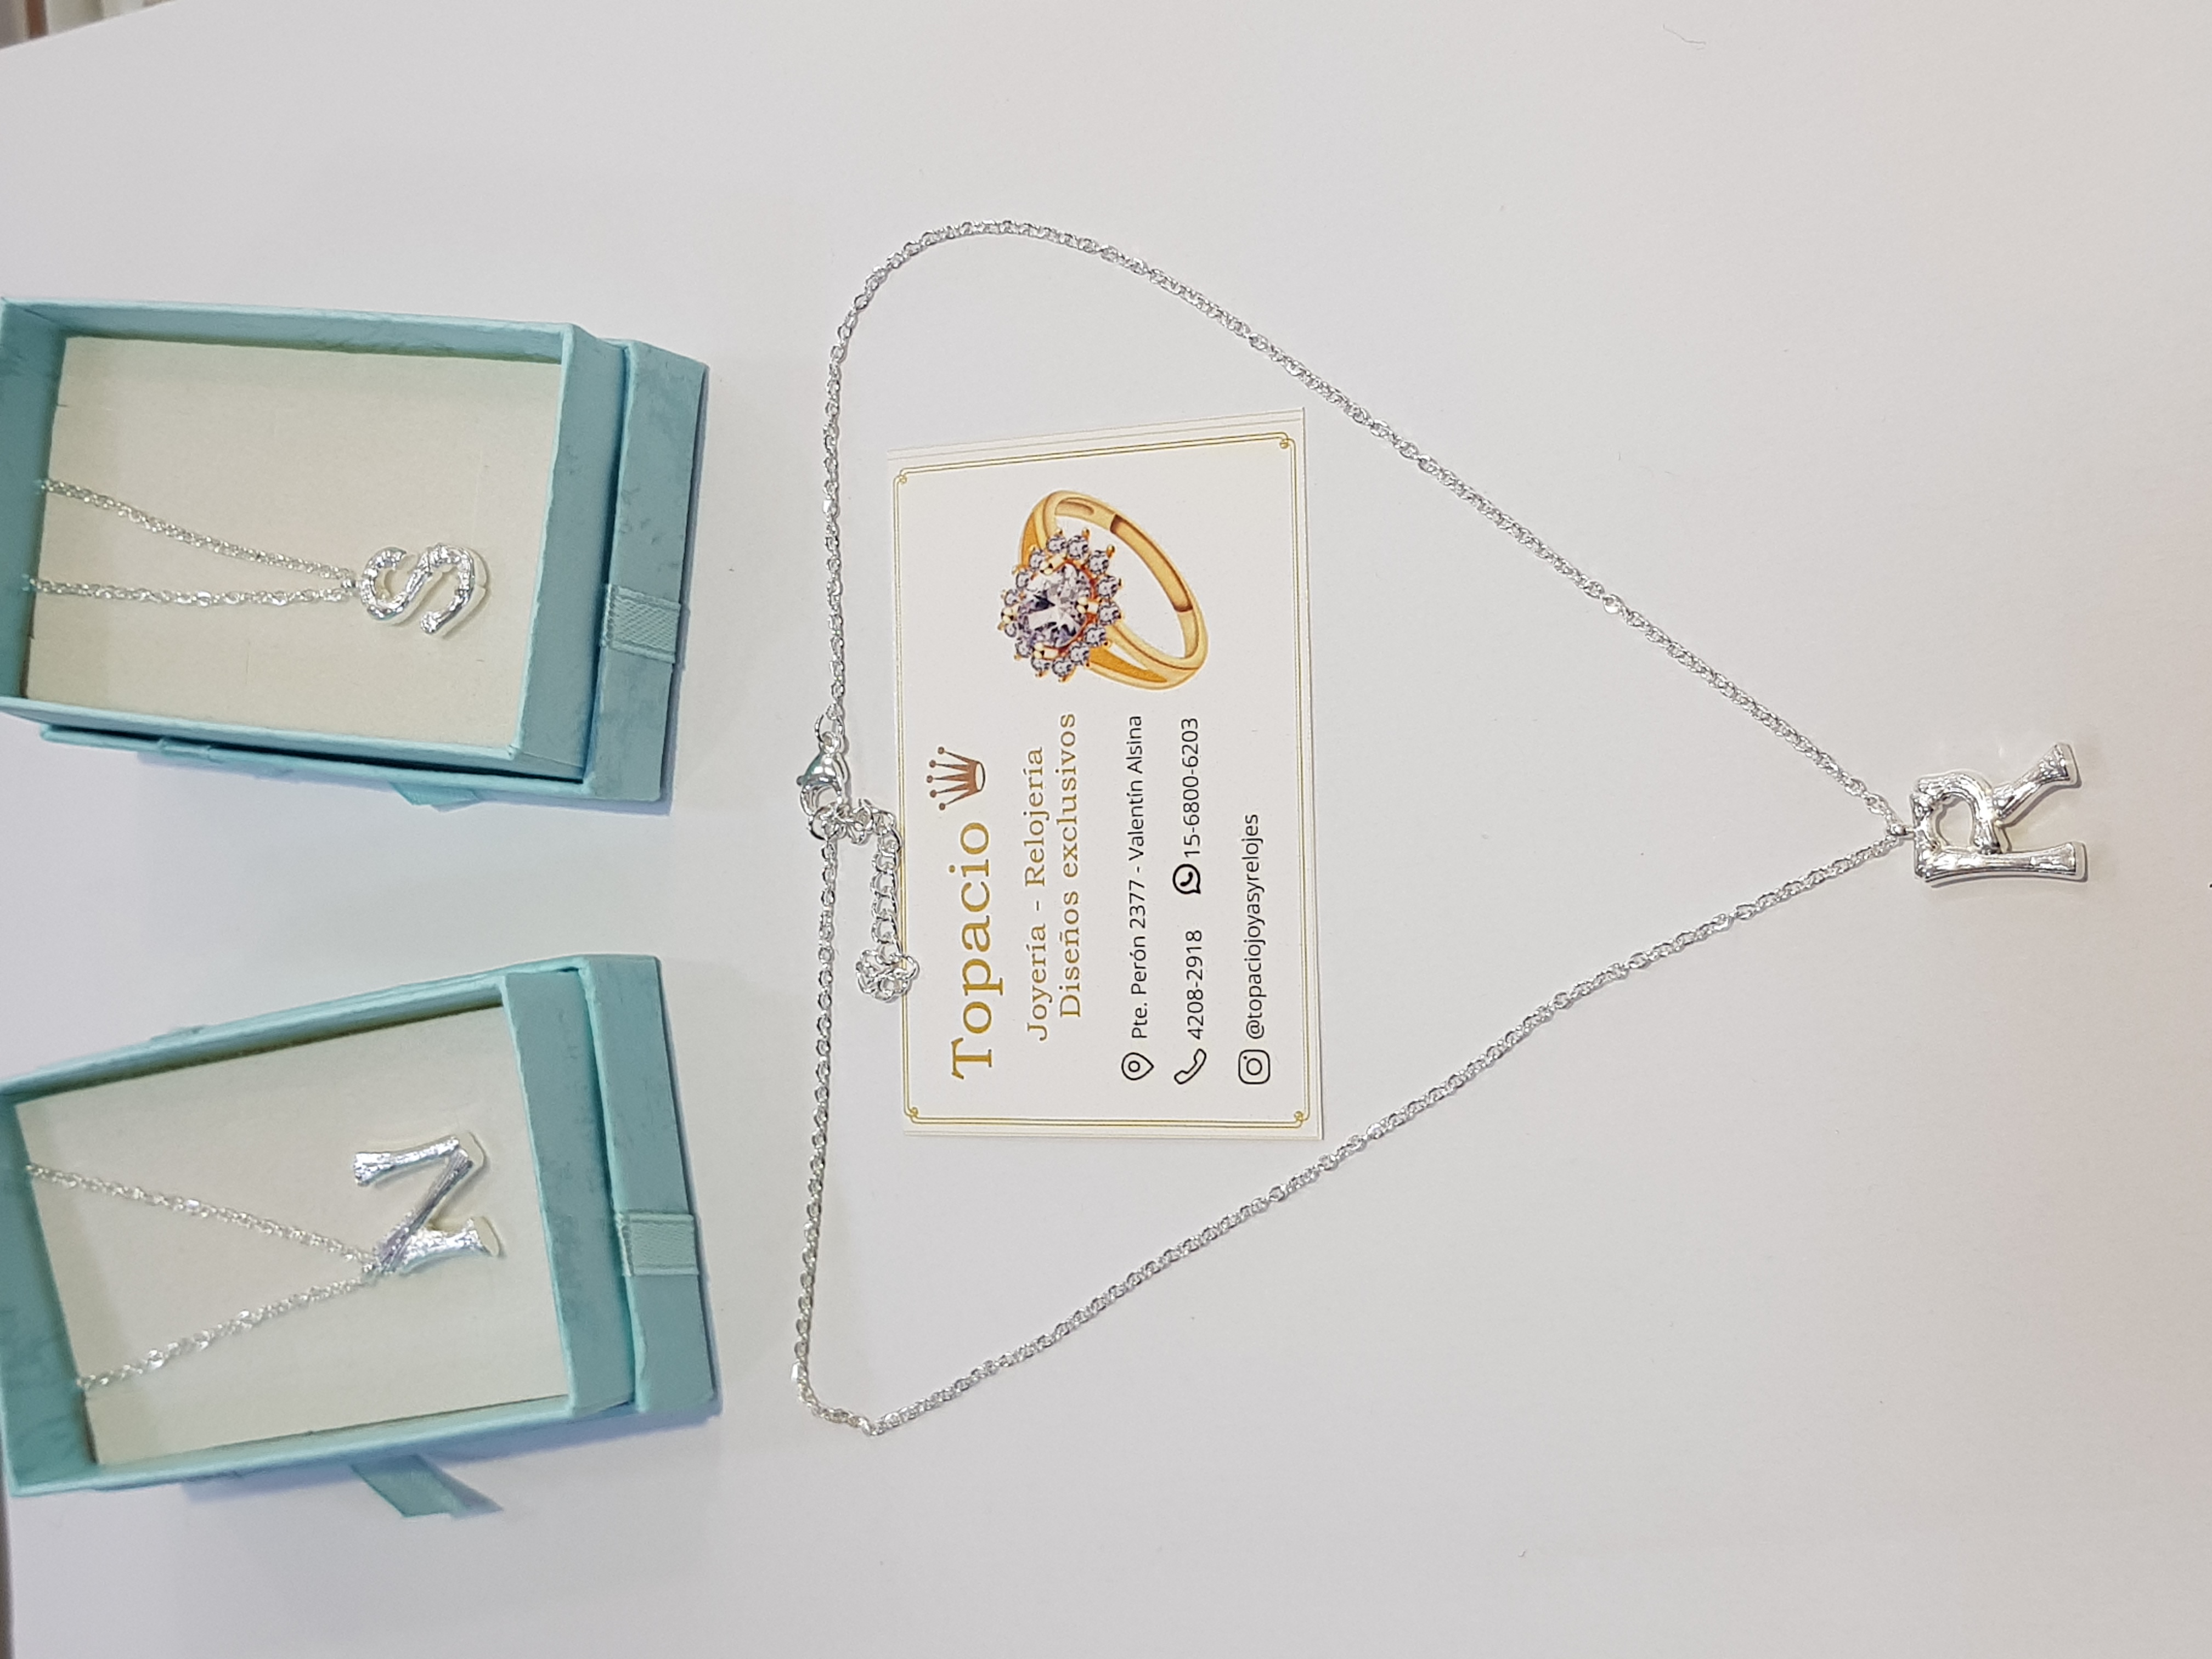 N
S
Topacio
Joyería - Relojería
Diseños exclusivos
Pte. Perón 2377 - Valentín Alsina
4208-2918 15-6800-6203
@topaciojoyasyrelojes
R